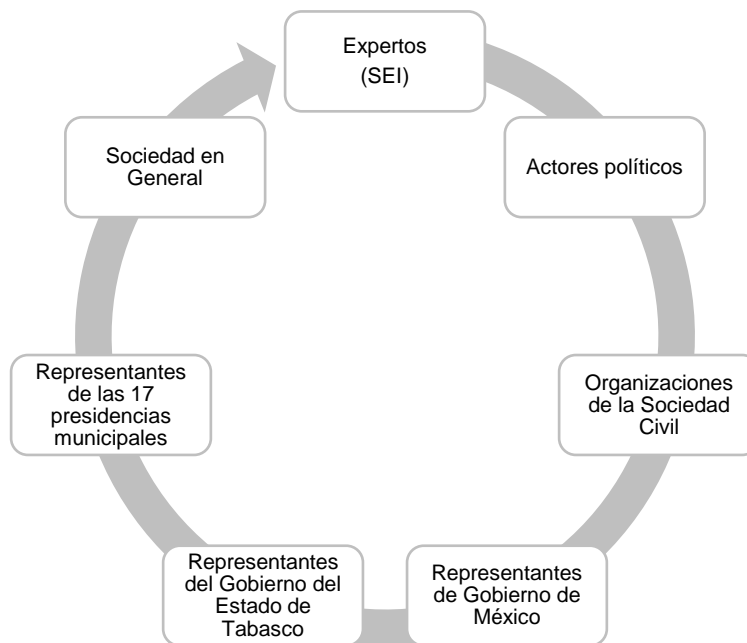 Expertos
(SEI)
Actores políticos
Organizaciones
de la Sociedad
Civil
Representantes
de Gobierno de
México
Representantes
del Gobierno del
Estado de
Tabasco
Representantes
de las 17
presidencias
municipales
Sociedad en
General